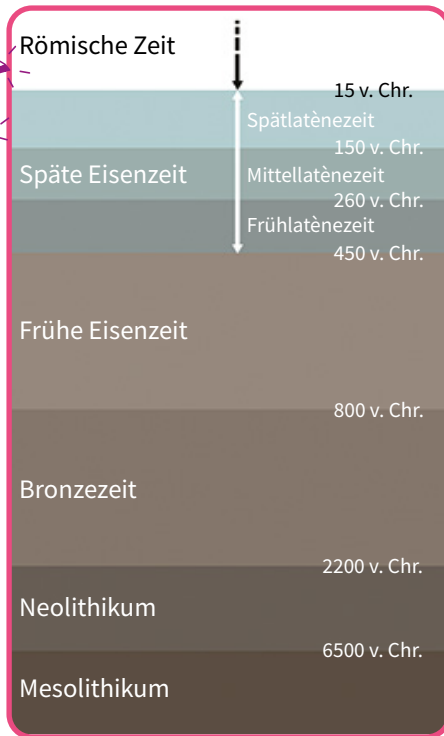 Römische Zeit
15 v. Chr.
Spätlatènezeit
150 v. Chr.
Späte Eisenzeit
Mittellatènezeit
260 v. Chr.
Frühlatènezeit
450 v. Chr.
Frühe Eisenzeit
800 v. Chr.
Bronzezeit
2200 v. Chr.
Neolithikum
6500 v. Chr.
Mesolithikum